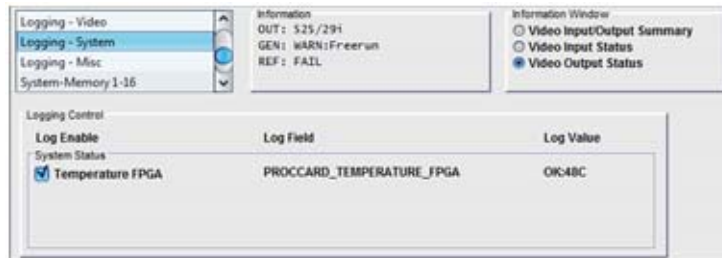 Logging - Video
Logging - System
Logging - Misc
System-Memory 1-16
Information
OUT: 525/29i
GEN: WARN:Freerun
REF: FAIL
Information Window
Video Input/Output Summary
Video Input Status
Video Output Status
Logging Control
Log Enable Log Field Log Value
System Status
Temperature FPGA PROCCARD_TEMPERATURE_FPGA OK:48C